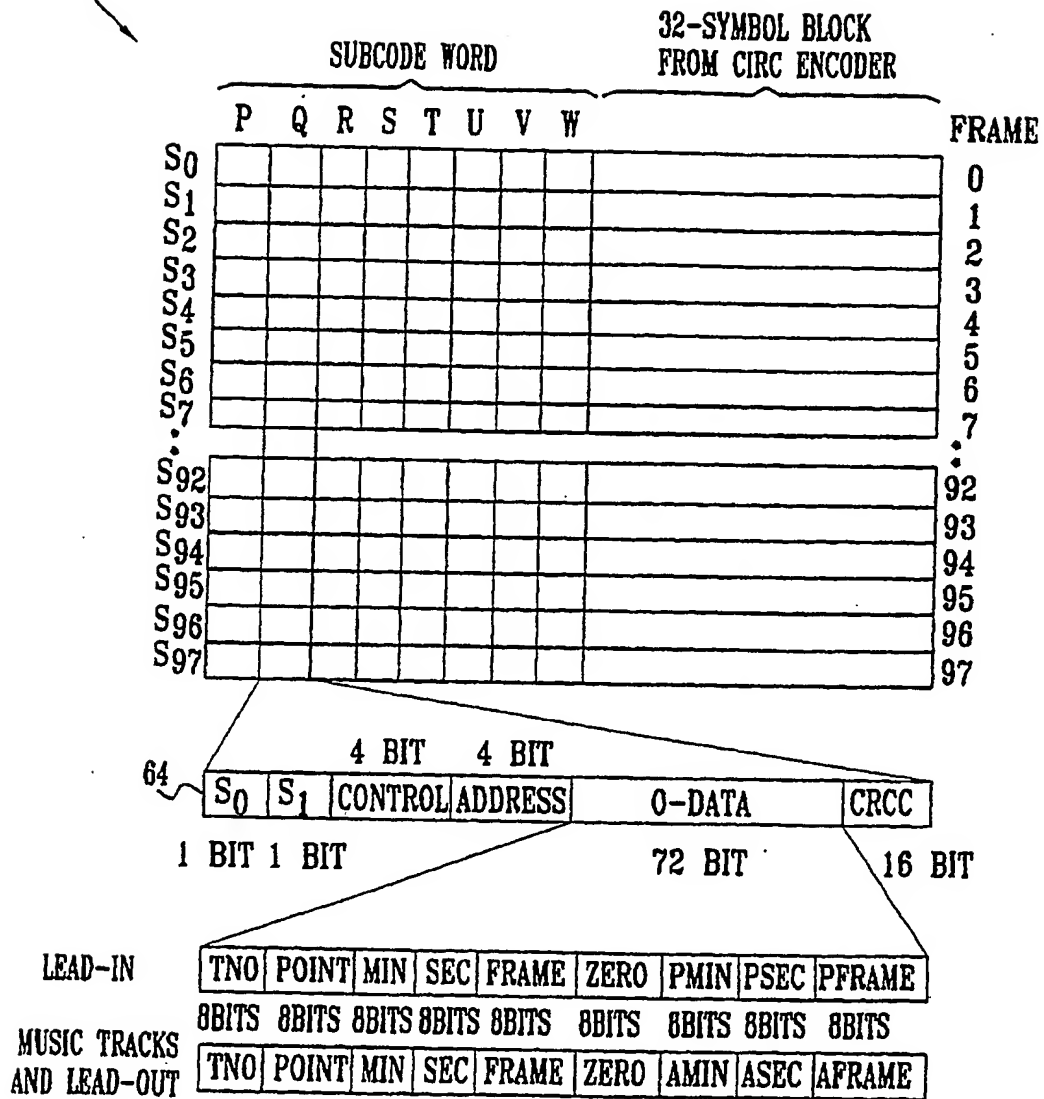 SUBCODE WORD
32-SYMBOL BLOCK
FROM CIRC ENCODER
P Q R S T U V W
FRAME
S0 0
S1 1
S2 2
S3 3
S4 4
S5 5
S6 6
S7 7
S92 92
S93 93
S94 94
S95 95
S96 96
S97 97
4 BIT 4 BIT
64 S0 S1 CONTROL ADDRESS 0-DATA CRCC
1 BIT 1 BIT 72 BIT 16 BIT
LEAD-IN TNO POINT MIN SEC FRAME ZERO PMIN PSEC PFRAME
8BITS 8BITS 8BITS 8BITS 8BITS 8BITS 8BITS 8BITS 8BITS
MUSIC TRACKS
AND LEAD-OUT TNO POINT MIN SEC FRAME ZERO AMIN ASEC AFRAME